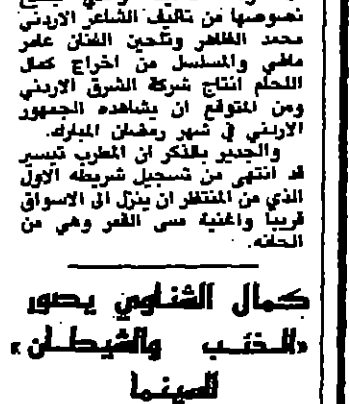 نصوصها من تاليف الشاعر الاردني
محمد الظاهر وتلحين الفنان عامر
ماضي والمسلسل من اخراج كمال
اللحام انتاج شركة الشرق الاردني
ومن المتوقع ان يشاهده الجمهور
الاردني في شهر رمضان المبارك.
والجدير بالذكر ان المطرب تيسير
قد انتهى من تسجيل شريطه الاول
الذي من المنتظر ان ينزل الى الاسواق
قريبا واغنية مسى القمر وهي من
الحانه.
كمال الشناوي يصور
«الذئب والشيطان»
للسينما